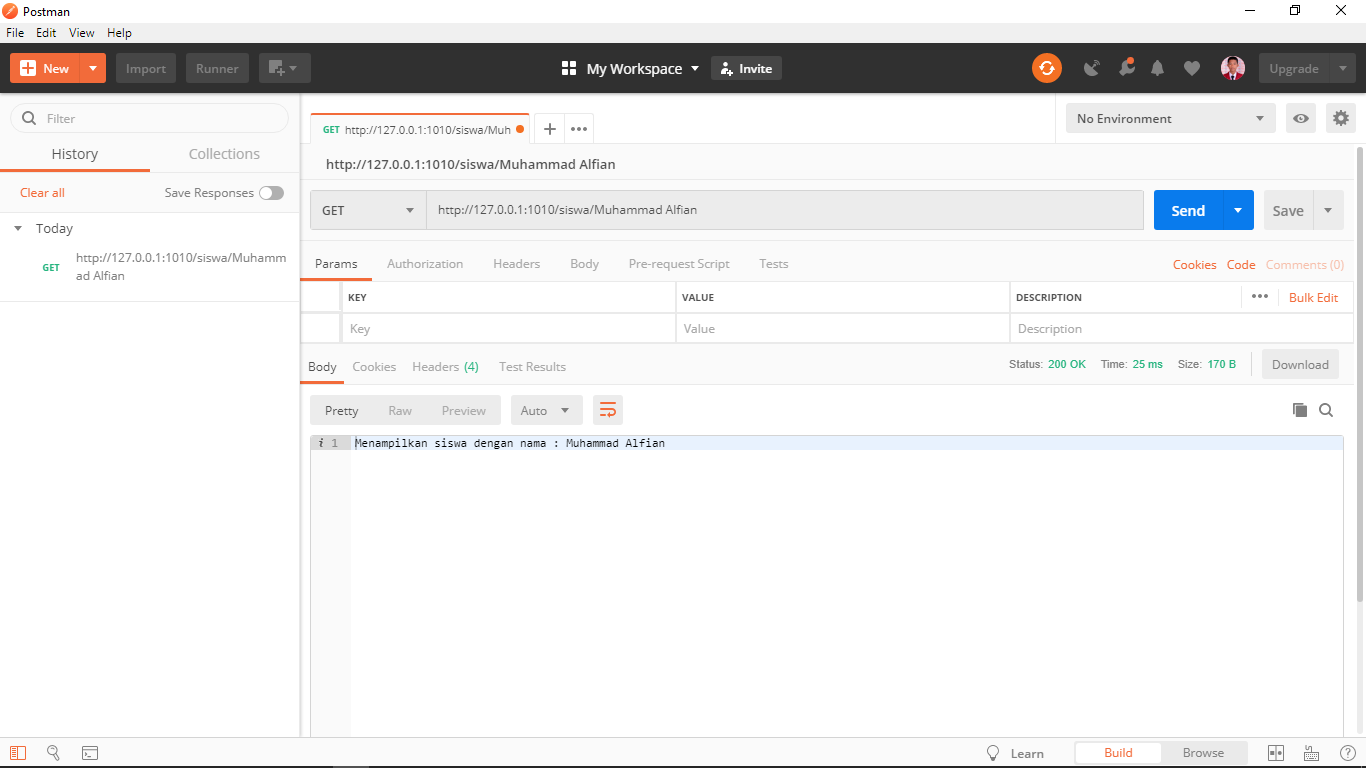 Postman
File Edit View Help
New Import Runner My Workspace Invite Upgrade
Filter
History Collections
Clear all Save Responses
Today
GET http://127.0.0.1:1010/siswa/Muhamm
ad Alfian
GET http://127.0.0.1:1010/siswa/Muh + ••• No Environment
http://127.0.0.1:1010/siswa/Muhammad Alfian
GET http://127.0.0.1:1010/siswa/Muhammad Alfian Send Save
Params Authorization Headers Body Pre-request Script Tests Cookies Code Comments (0)
KEY VALUE DESCRIPTION ••• Bulk Edit
Key Value Description
Body Cookies Headers (4) Test Results Status: 200 OK Time: 25 ms Size: 170 B Download
Pretty Raw Preview Auto
i 1 Menampilkan siswa dengan nama : Muhammad Alfian
Learn Build Browse ?